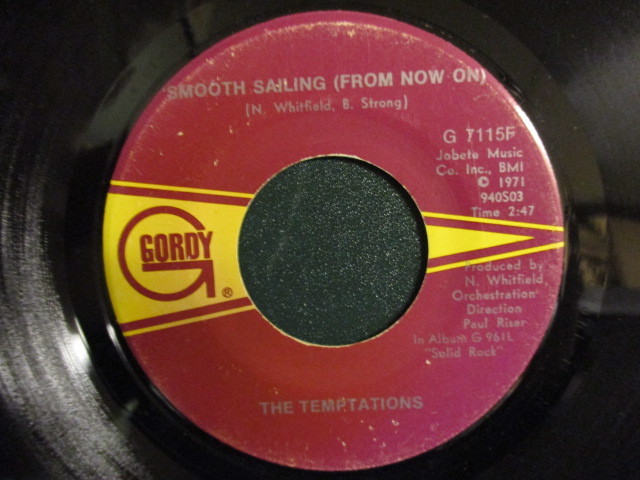 SMOOTH SAILING (FROM NOW ON)
(N. Whitfield, B. Strong)
G 7115F
Jobete Music
Co. Inc., BMI
© 1971
940S03
Time 2:47
GORDY
G®
Produced by
N. Whitfield
Orchestration
Direction
Paul Riser
In Album G 961L
"Solid Rock"
THE TEMPTATIONS